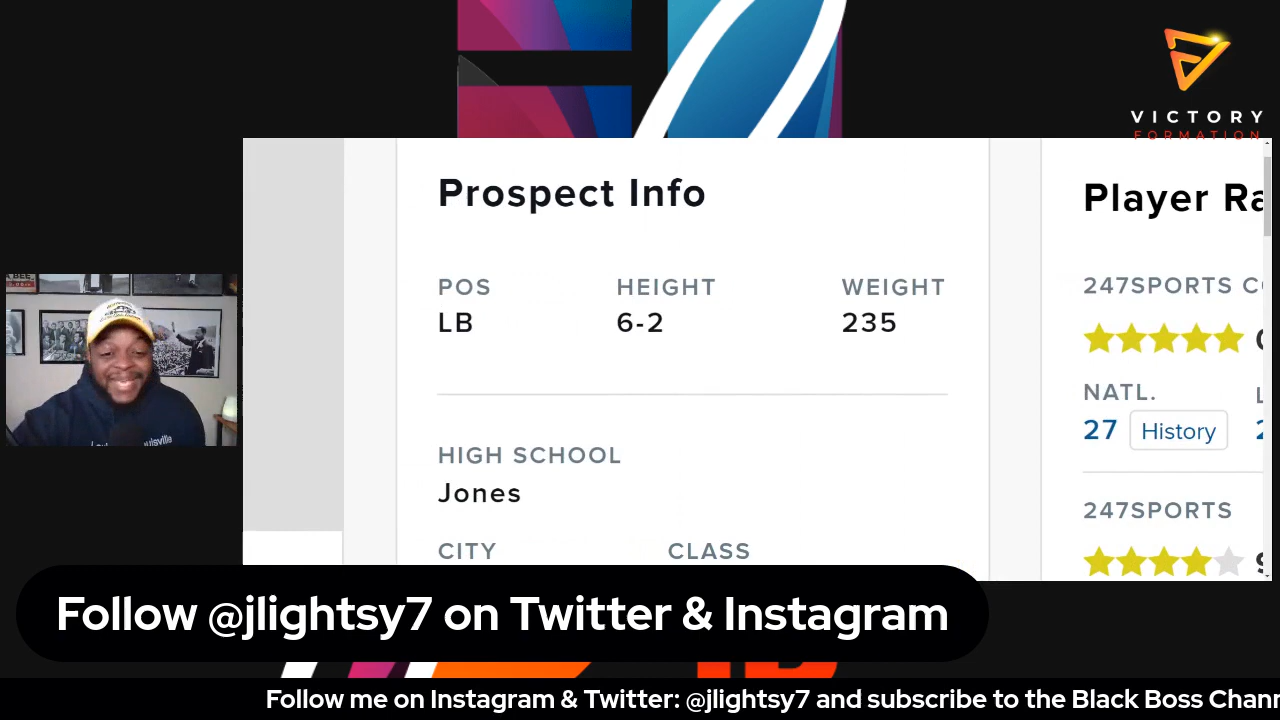 VICTORY
FORMATION
Prospect Info
POS HEIGHT WEIGHT
LB 6-2 235
HIGH SCHOOL
Jones
CITY CLASS
Player Ra
247SPORTS C
NATL.
27 History
247SPORTS
Follow @jlightsy7 on Twitter & Instagram
Follow me on Instagram & Twitter: @jlightsy7 and subscribe to the Black Boss Chan